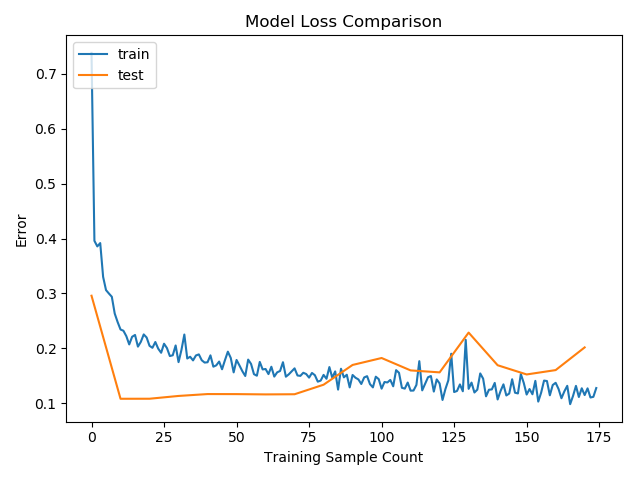 Model Loss Comparison
train
test
Error
0.7
0.6
0.5
0.4
0.3
0.2
0.1
0 25 50 75 100 125 150 175
Training Sample Count